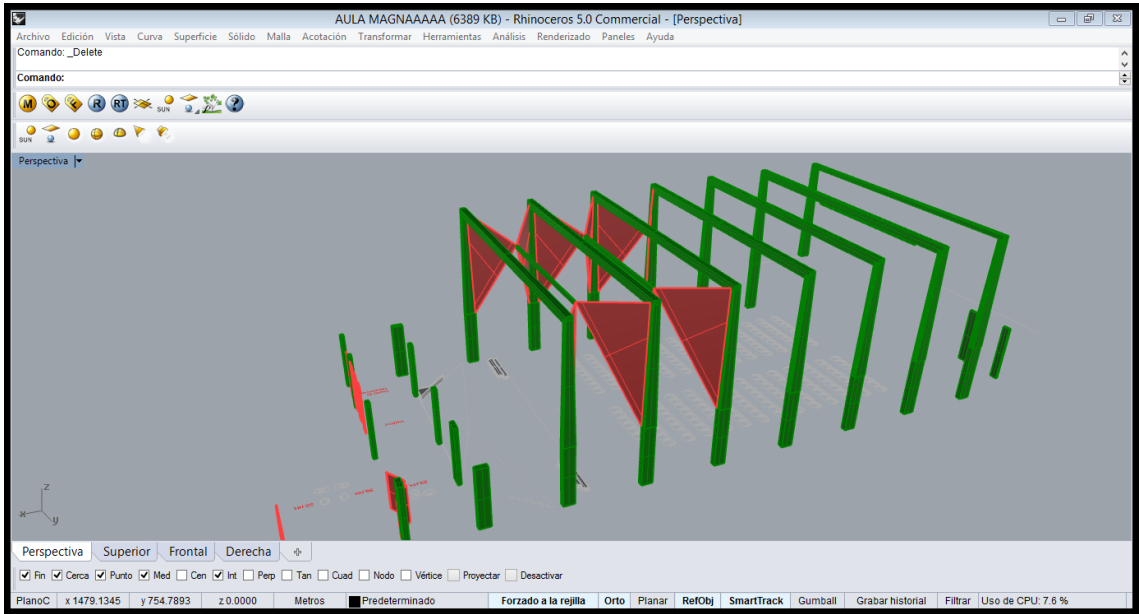 AULA MAGNAAAAA (6389 KB) - Rhinoceros 5.0 Commercial - [Perspectiva]
Archivo Edición Vista Curva Superficie Sólido Malla Acotación Transformar Herramientas Análisis Renderizado Paneles Ayuda
Comando: _Delete
Comando:
M O F R RT SUN ?
SUN
Perspectiva
z
x y
Perspectiva Superior Frontal Derecha
Fin Cerca Punto Med Cen Int Perp Tan Cuad Nodo Vértice Proyectar Desactivar
PlanoC x 1479.1345 y 754.7893 z 0.0000 Metros Predeterminado Forzado a la rejilla Orto Planar RefObj SmartTrack Gumball Grabar historial Filtrar Uso de CPU: 7.6 %